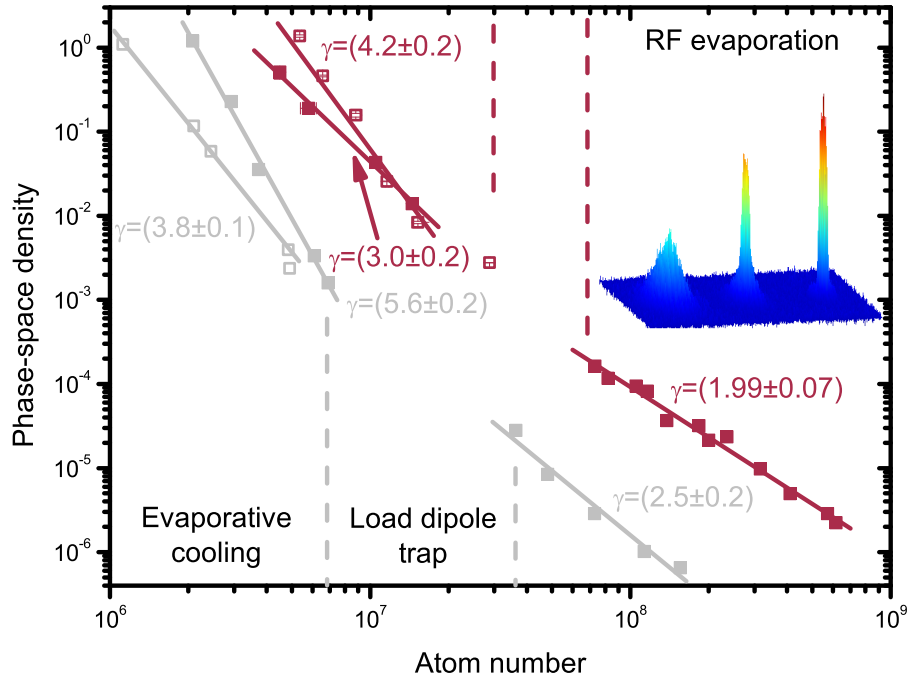 RF evaporation
γ=(4.2±0.2)
γ=(3.8±0.1)
γ=(3.0±0.2)
γ=(5.6±0.2)
γ=(1.99±0.07)
γ=(2.5±0.2)
Evaporative
cooling
Load dipole
trap
Phase-space density
10⁰
10⁻¹
10⁻²
10⁻³
10⁻⁴
10⁻⁵
10⁻⁶
10⁶
10⁷
10⁸
10⁹
Atom number